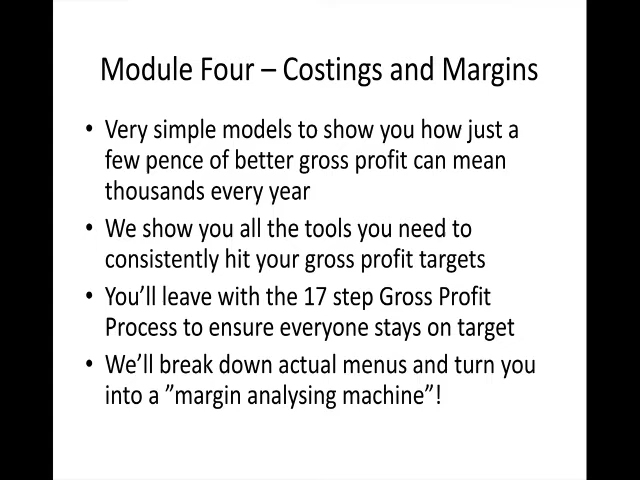 Module Four – Costings and Margins
• Very simple models to show you how just a
few pence of better gross profit can mean
thousands every year
• We show you all the tools you need to
consistently hit your gross profit targets
• You’ll leave with the 17 step Gross Profit
Process to ensure everyone stays on target
• We’ll break down actual menus and turn you
into a ”margin analysing machine”!